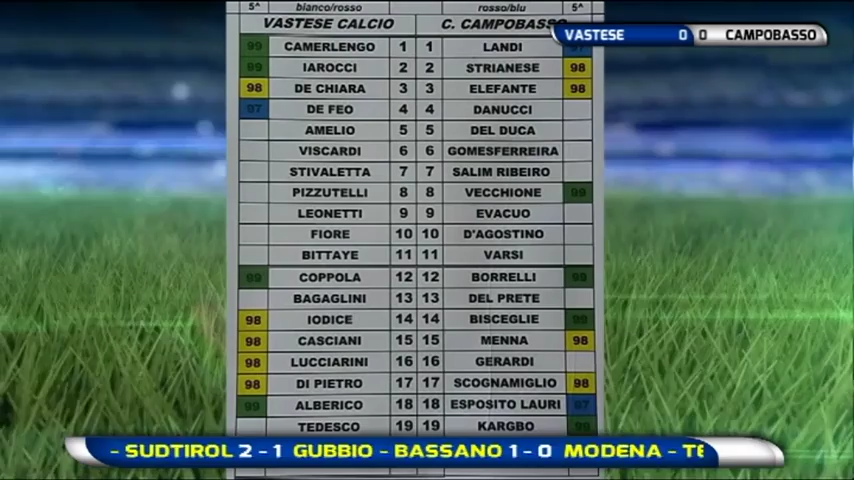 5^ bianco/rosso rosso/blu 5^
VASTESE CALCIO C. CAMPOBASSO
VASTESE 0 0 CAMPOBASSO
99 CAMERLENGO 1 1 LANDI 97
99 IAROCCI 2 2 STRIANESE 98
98 DE CHIARA 3 3 ELEFANTE 98
97 DE FEO 4 4 DANUCCI
AMELIO 5 5 DEL DUCA
VISCARDI 6 6 GOMESFERREIRA
STIVALETTA 7 7 SALIM RIBEIRO
PIZZUTELLI 8 8 VECCHIONE 99
LEONETTI 9 9 EVACUO
FIORE 10 10 D'AGOSTINO
BITTAYE 11 11 VARSI
99 COPPOLA 12 12 BORRELLI 99
BAGAGLINI 13 13 DEL PRETE
98 IODICE 14 14 BISCEGLIE 99
98 CASCIANI 15 15 MENNA 98
98 LUCCIARINI 16 16 GERARDI
98 DI PIETRO 17 17 SCOGNAMIGLIO 98
99 ALBERICO 18 18 ESPOSITO LAURI 97
TEDESCO 19 19 KARGBO 99
- SUDTIROL 2 - 1 GUBBIO - BASSANO 1 - 0 MODENA - TE